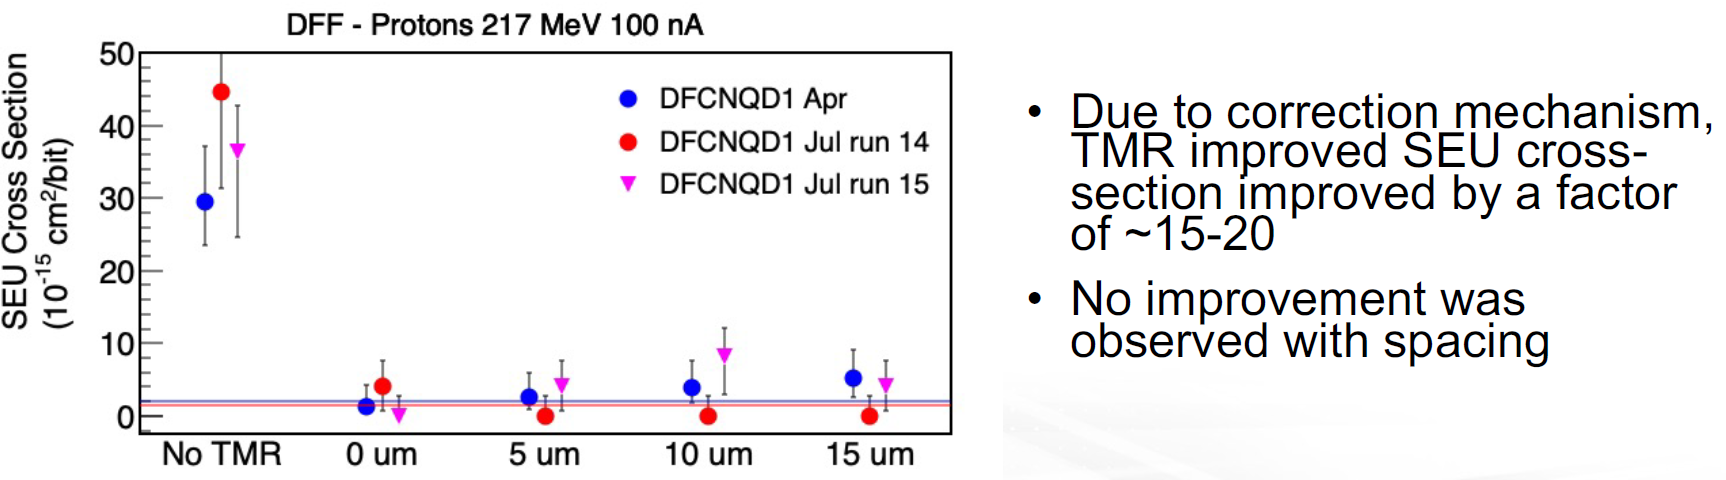 DFF - Protons 217 MeV 100 nA
SEU Cross Section
(10⁻¹⁵ cm²/bit)
50
40
30
20
10
0
DFCNQD1 Apr
DFCNQD1 Jul run 14
DFCNQD1 Jul run 15
No TMR
0 um
5 um
10 um
15 um
• Due to correction mechanism,
TMR improved SEU cross-
section improved by a factor
of ~15-20
• No improvement was
observed with spacing